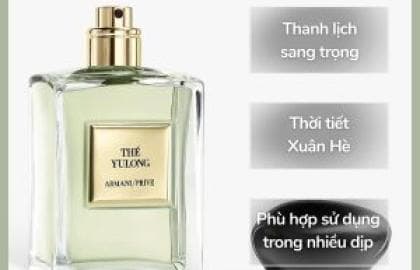 THÉ
YULONG
ARMANI/PRIVÉ
Thanh lịch
sang trọng
Thời tiết
Xuân Hè
Phù hợp sử dụng
trong nhiều dịp